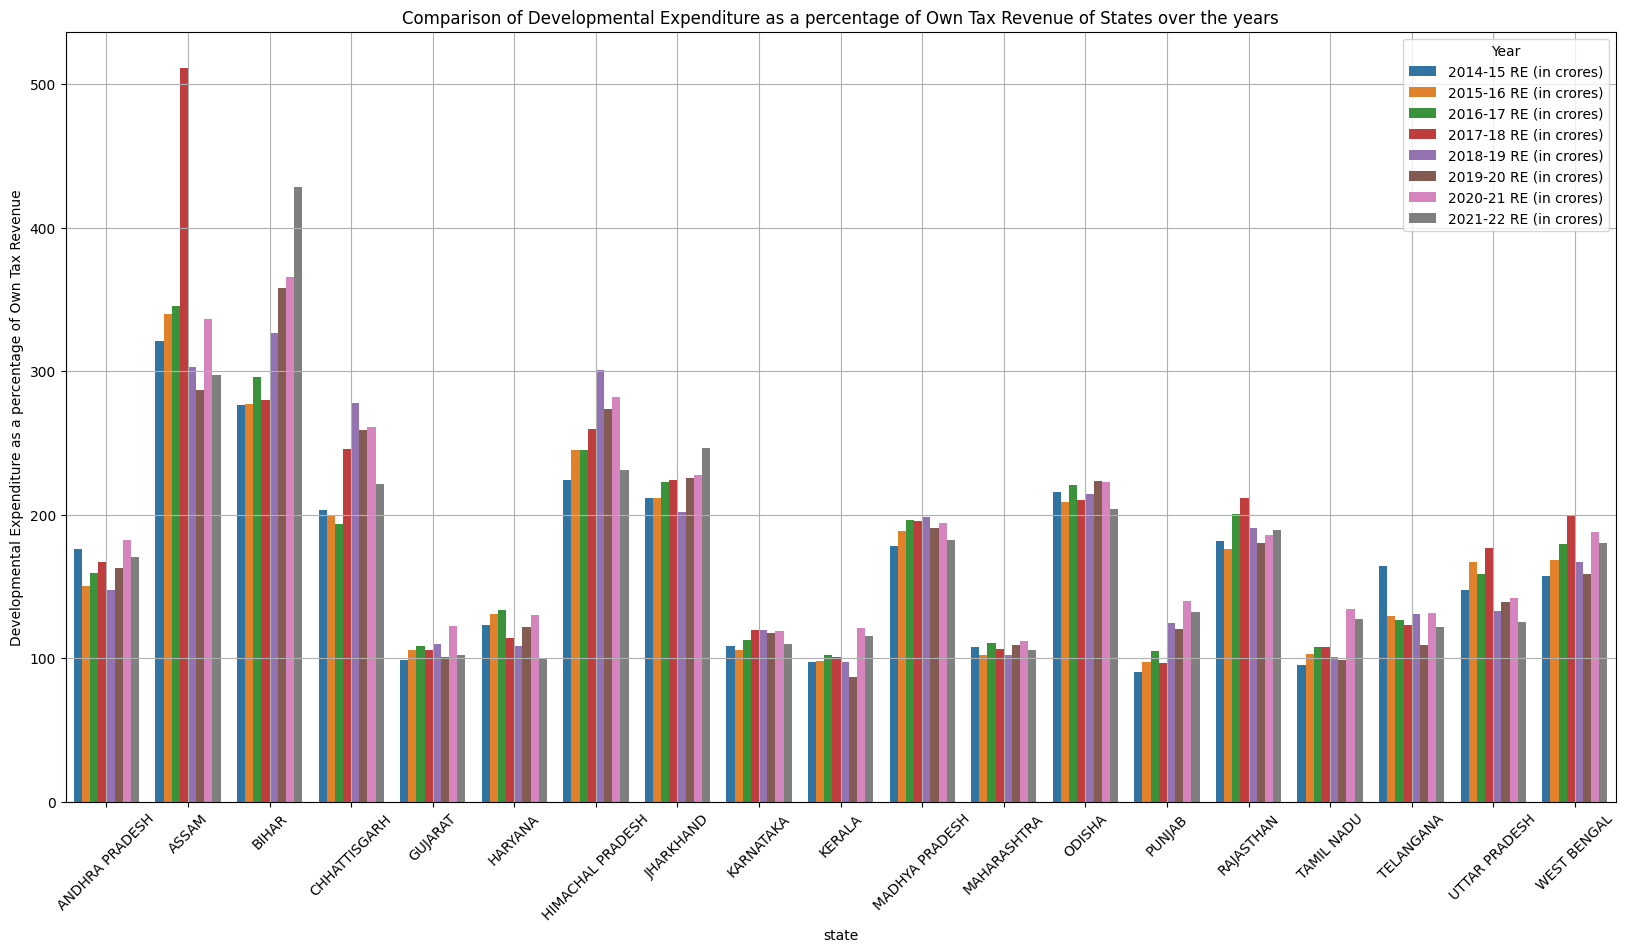 Comparison of Developmental Expenditure as a percentage of Own Tax Revenue of States over the years
Year
2014-15 RE (in crores)
2015-16 RE (in crores)
2016-17 RE (in crores)
2017-18 RE (in crores)
2018-19 RE (in crores)
2019-20 RE (in crores)
2020-21 RE (in crores)
2021-22 RE (in crores)
Developmental Expenditure as a percentage of Own Tax Revenue
500
400
300
200
100
0
ANDHRA PRADESH
ASSAM
BIHAR
CHHATTISGARH
GUJARAT
HARYANA
HIMACHAL PRADESH
JHARKHAND
KARNATAKA
KERALA
MADHYA PRADESH
MAHARASHTRA
ODISHA
PUNJAB
RAJASTHAN
TAMIL NADU
TELANGANA
UTTAR PRADESH
WEST BENGAL
state